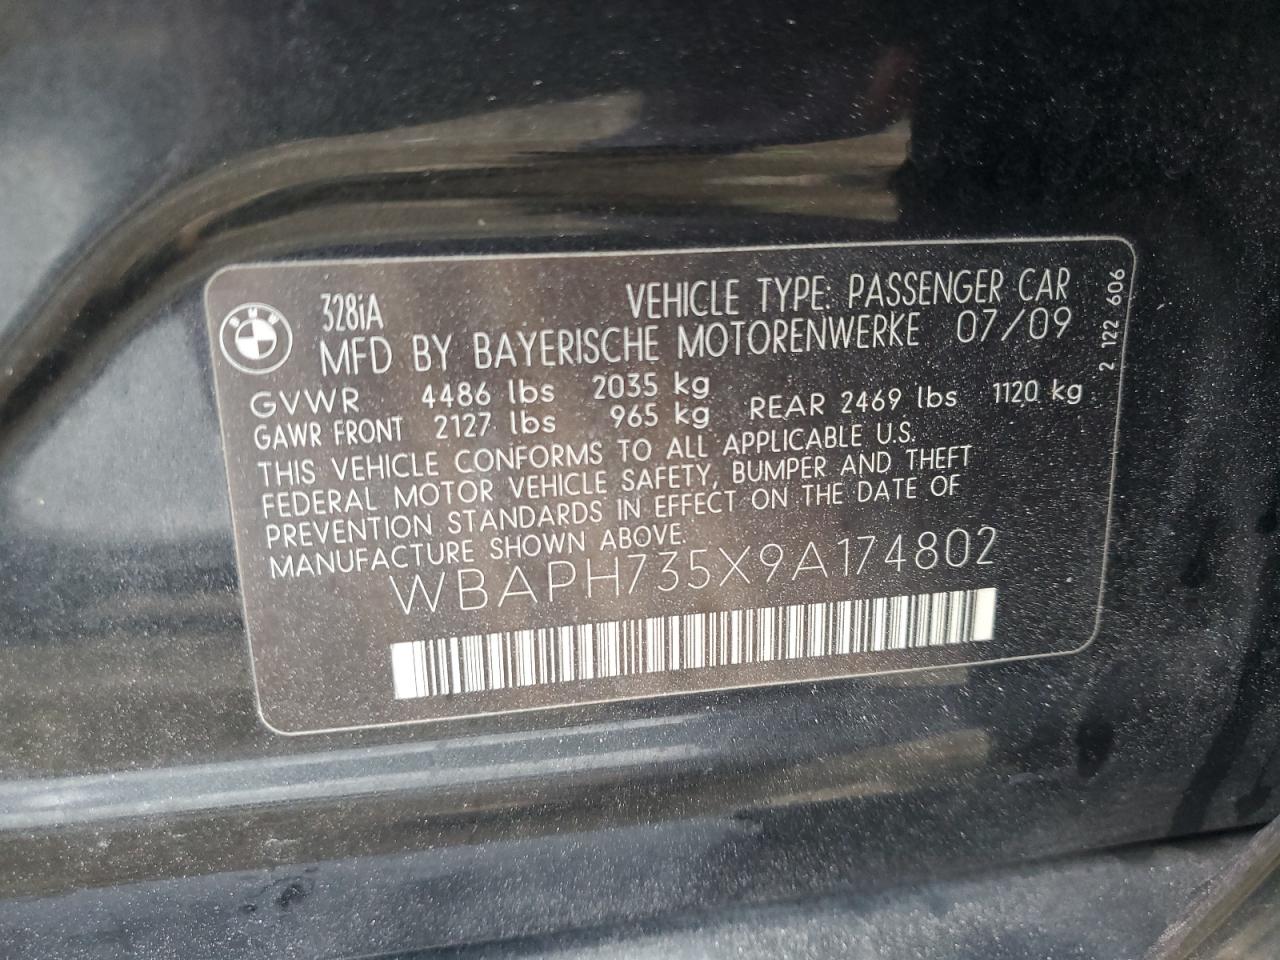 BMW
328iA VEHICLE TYPE: PASSENGER CAR
MFD BY BAYERISCHE MOTORENWERKE 07/09
GVWR 4486 lbs 2035 kg
GAWR FRONT 2127 lbs 965 kg REAR 2469 lbs 1120 kg
THIS VEHICLE CONFORMS TO ALL APPLICABLE U.S.
FEDERAL MOTOR VEHICLE SAFETY, BUMPER AND THEFT
PREVENTION STANDARDS IN EFFECT ON THE DATE OF
MANUFACTURE SHOWN ABOVE.
WBAPH735X9A174802
2 122 606